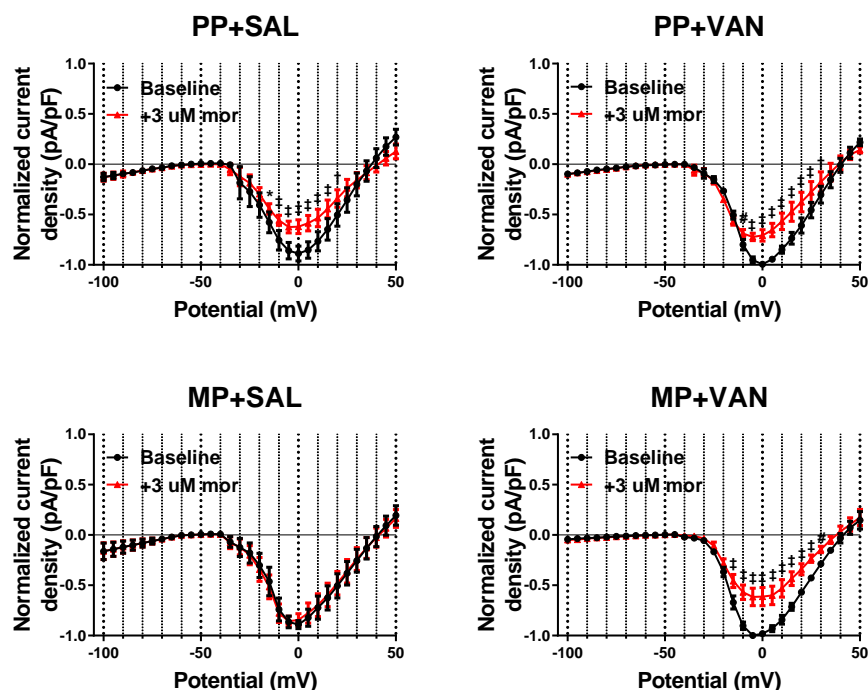 PP+SAL
Normalized current
density (pA/pF)
1.0
0.5
0.0
-0.5
-1.0
Baseline
+3 uM mor
* ‡ ‡ ‡ ‡ ‡ ‡ †
-100
-50
0
50
Potential (mV)
PP+VAN
Normalized current
density (pA/pF)
1.0
0.5
0.0
-0.5
-1.0
Baseline
+3 uM mor
-100
-50
0
50
Potential (mV)
MP+SAL
Normalized current
density (pA/pF)
1.0
0.5
0.0
-0.5
-1.0
Baseline
+3 uM mor
-100
-50
0
50
Potential (mV)
MP+VAN
Normalized current
density (pA/pF)
1.0
0.5
0.0
-0.5
-1.0
Baseline
+3 uM mor
-100
-50
0
50
Potential (mV)